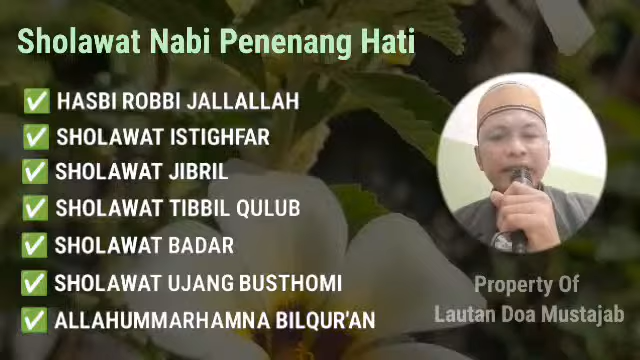 Sholawat Nabi Penenang Hati
HASBI ROBBI JALLALLAH
SHOLAWAT ISTIGHFAR
SHOLAWAT JIBRIL
SHOLAWAT TIBBIL QULUB
SHOLAWAT BADAR
SHOLAWAT UJANG BUSTHOMI
ALLAHUMMARHAMNA BILQUR'AN
Property Of
Lautan Doa Mustajab